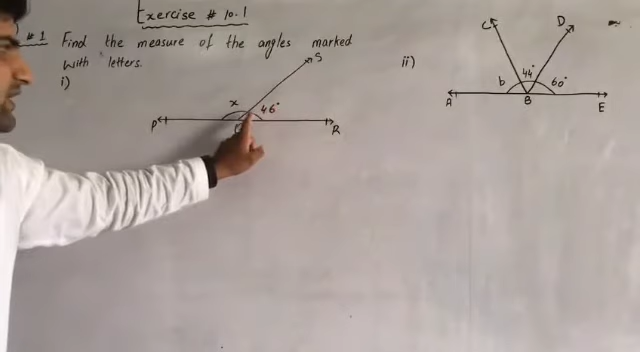 Exercise # 10.1
# 1 Find the measure of the angles marked
with letters.
i)
S
x
46°
P
R
ii)
C
D
b
44°
60°
A
B
E